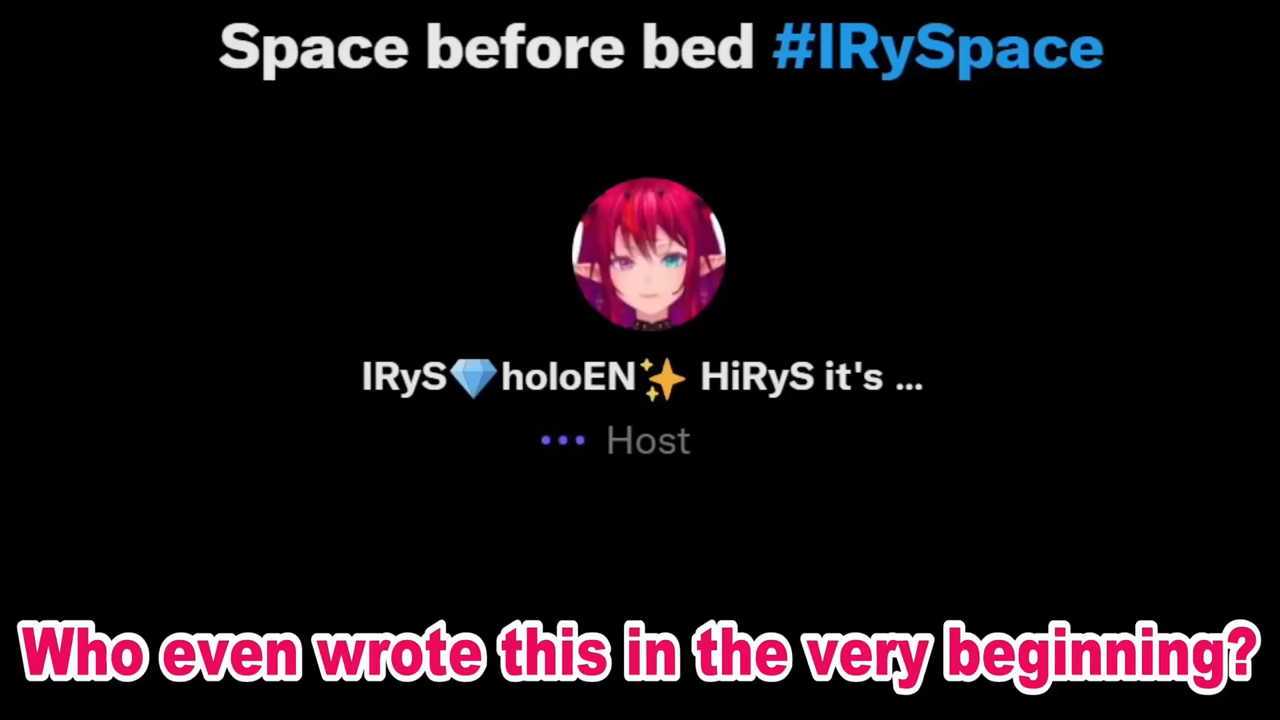 Space before bed #IRySpace
IRyS💎holoEN✨ HiRyS it's ...
••• Host
Who even wrote this in the very beginning?